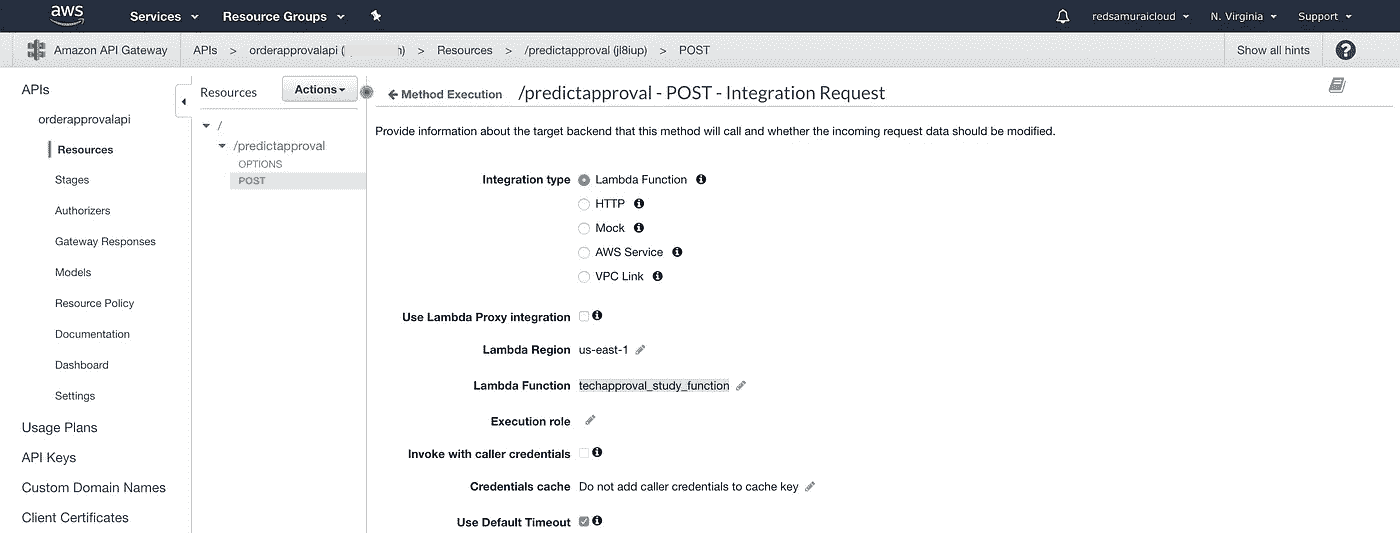 aws Services Resource Groups redsamuraicloud N. Virginia Support
Amazon API Gateway APIs > orderapprovalapi ( h) > Resources > /predictapproval (jl8iup) > POST Show all hints ?
APIs
orderapprovalapi
Resources
Stages
Authorizers
Gateway Responses
Models
Resource Policy
Documentation
Dashboard
Settings
Usage Plans
API Keys
Custom Domain Names
Client Certificates
Resources Actions
/
/predictapproval
OPTIONS
POST
Method Execution /predictapproval - POST - Integration Request
Provide information about the target backend that this method will call and whether the incoming request data should be modified.
Integration type Lambda Function
HTTP
Mock
AWS Service
VPC Link
Use Lambda Proxy integration
Lambda Region us-east-1
Lambda Function techapproval_study_function
Execution role
Invoke with caller credentials
Credentials cache Do not add caller credentials to cache key
Use Default Timeout